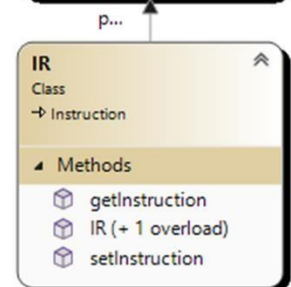 p...
IR
Class
Instruction
Methods
getInstruction
IR (+ 1 overload)
setInstruction